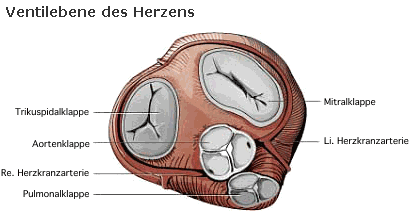 Ventilebene des Herzens
Trikuspidalklappe
Mitralklappe
Aortenklappe
Li. Herzkranzarterie
Re. Herzkranzarterie
Pulmonalklappe